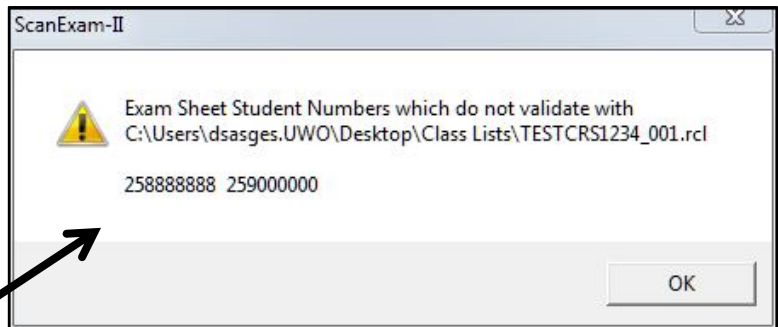 ScanExam-II
Exam Sheet Student Numbers which do not validate with
C:\Users\dsasges.UWO\Desktop\Class Lists\TESTCRS1234_001.rcl
258888888 259000000
OK